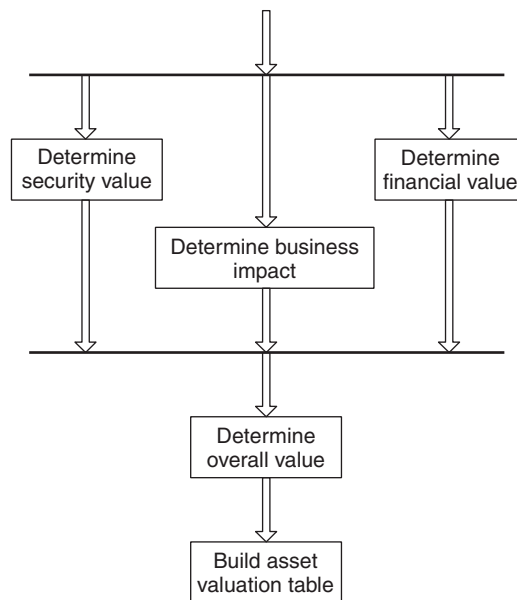 Determine
security value
Determine
financial value
Determine business
impact
Determine
overall value
Build asset
valuation table